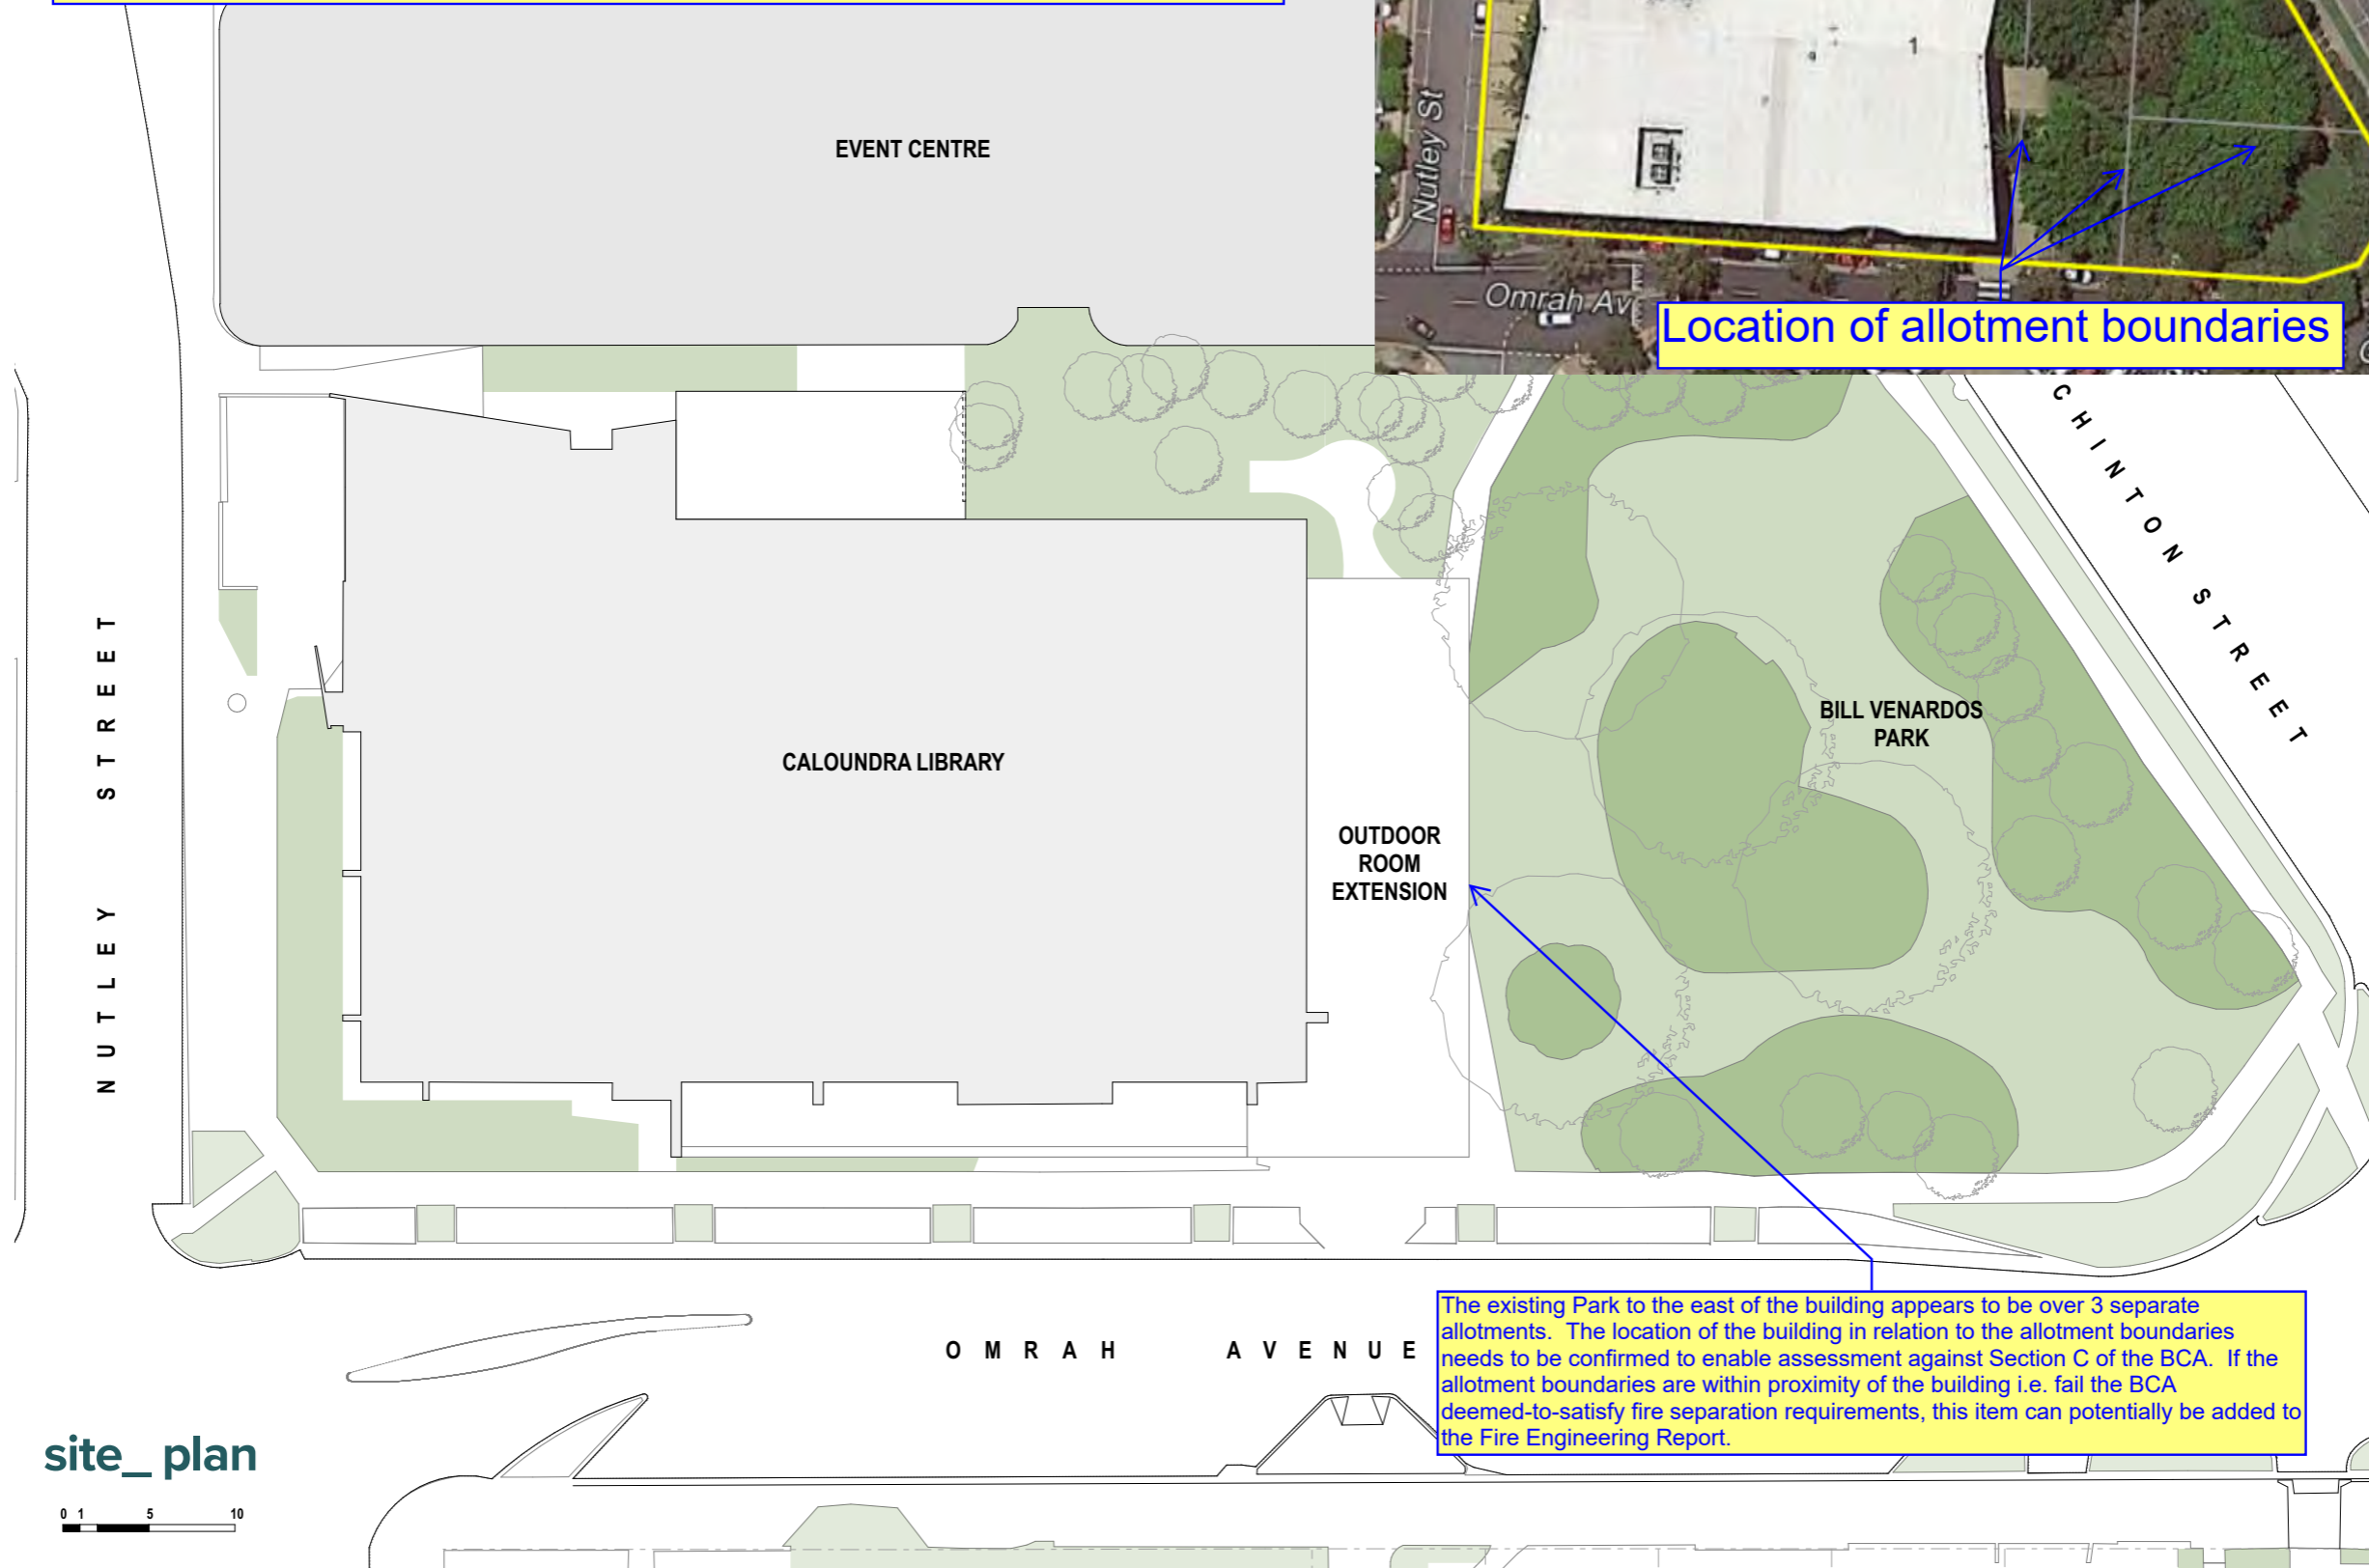 EVENT CENTRE
1
Nutley St
Omrah Av
Location of allotment boundaries
CHINTON STREET
NUTLEY STREET
CALOUNDRA LIBRARY
BILL VENARDOS
PARK
OUTDOOR
ROOM
EXTENSION
The existing Park to the east of the building appears to be over 3 separate
allotments. The location of the building in relation to the allotment boundaries
needs to be confirmed to enable assessment against Section C of the BCA. If the
allotment boundaries are within proximity of the building i.e. fail the BCA
deemed-to-satisfy fire separation requirements, this item can potentially be added to
the Fire Engineering Report.
OMRAH AVENUE
site_ plan
0 1 5 10